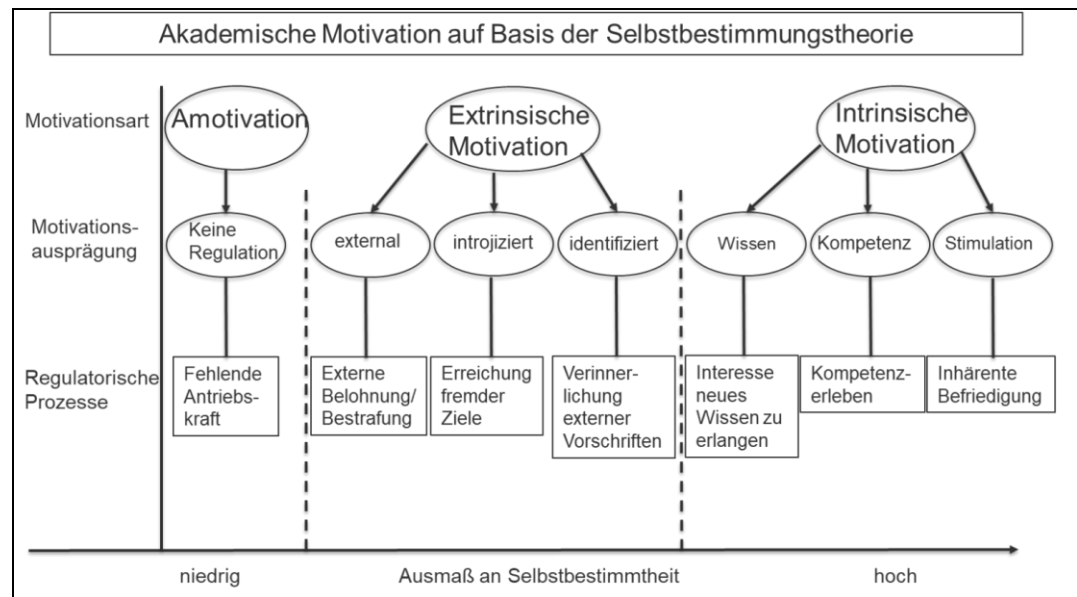 Akademische Motivation auf Basis der Selbstbestimmungstheorie
Motivationsart
Amotivation
Extrinsische
Motivation
Intrinsische
Motivation
Motivations-
ausprägung
Keine
Regulation
external
introjiziert
identifiziert
Wissen
Kompetenz
Stimulation
Regulatorische
Prozesse
Fehlende
Antriebs-
kraft
Externe
Belohnung/
Bestrafung
Erreichung
fremder
Ziele
Verinner-
lichung
externer
Vorschriften
Interesse
neues
Wissen zu
erlangen
Kompetenz-
erleben
Inhärente
Befriedigung
niedrig
Ausmaß an Selbstbestimmtheit
hoch